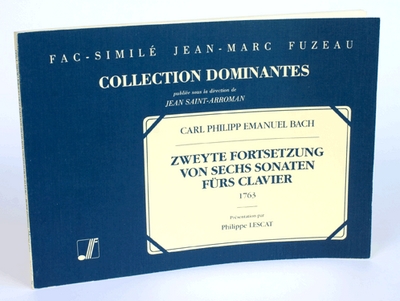 FAC-SIMILÉ JEAN-MARC FUZEAU
COLLECTION DOMINANTES
publiée sous la direction de
JEAN SAINT-ARROMAN
CARL PHILIPP EMANUEL BACH
ZWEYTE FORTSETZUNG
VON SECHS SONATEN
FÜRS CLAVIER
1763
Présentation par
Philippe LESCAT